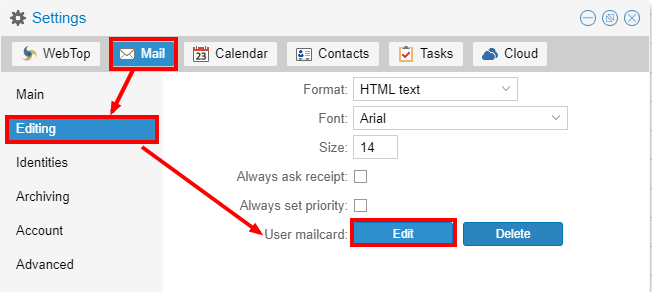 Settings
WebTop Mail 23 Calendar Contacts Tasks Cloud
Main
Editing
Identities
Archiving
Account
Advanced
Format: HTML text
Font: Arial
Size: 14
Always ask receipt:
Always set priority:
User mailcard: Edit Delete